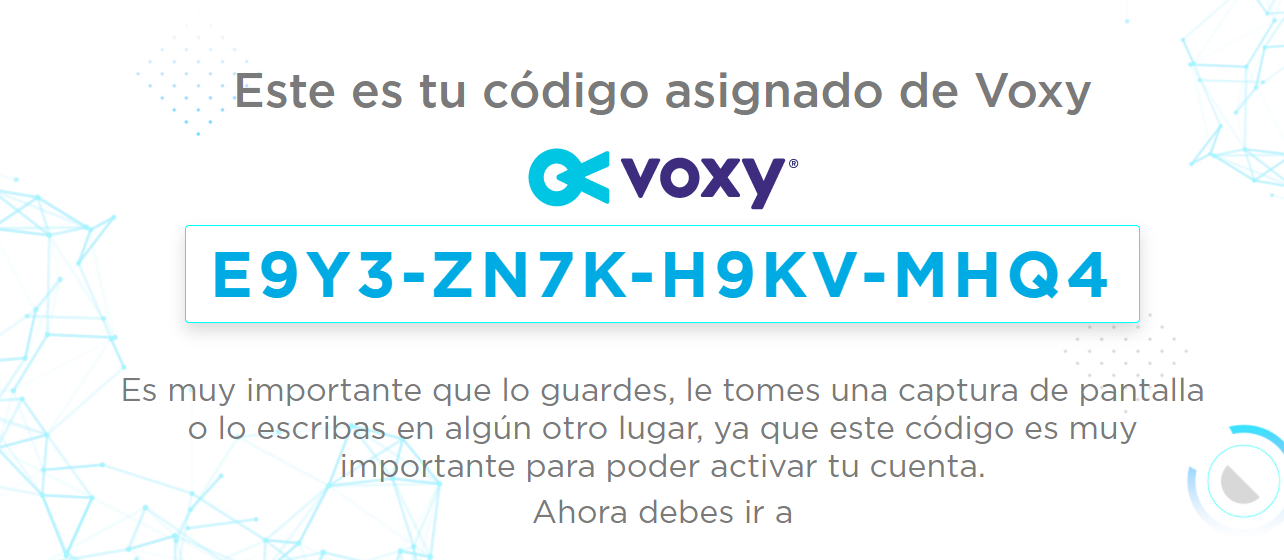 Este es tu código asignado de Voxy
voxy®
E9Y3-ZN7K-H9KV-MHQ4
Es muy importante que lo guardes, le tomes una captura de pantalla
o lo escribas en algún otro lugar, ya que este código es muy
importante para poder activar tu cuenta.
Ahora debes ir a